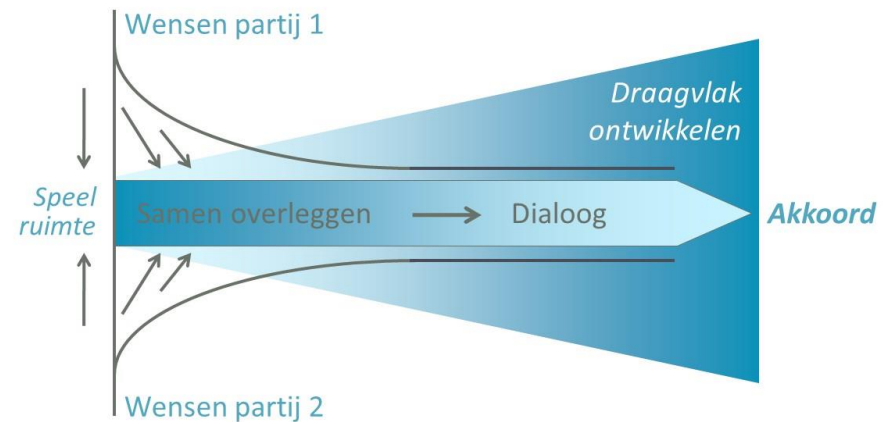 Wensen partij 1
Draagvlak
ontwikkelen
Speel
ruimte
Samen overleggen
Dialoog
Akkoord
Wensen partij 2